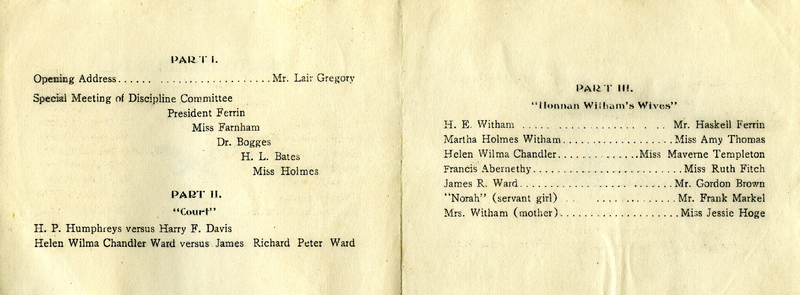 PART I.
Opening Address...... ....................Mr. Lair Gregory
Special Meeting of Discipline Committee
President Ferrin
Miss Farnham
Dr. Bogges
H. L. Bates
Miss Holmes
PART II.
"Court"
H. P. Humphreys versus Harry F. Davis
Helen Wilma Chandler Ward versus James Richard Peter Ward
PART III.
"Honnan Witham's Wives"
H. E. Witham ..... .............. .. Mr. Haskell Ferrin
Martha Holmes Witham...................Miss Amy Thomas
Helen Wilma Chandler............Miss Maverne Templeton
Francis Abernethy..........................Miss Ruth Fitch
James R. Ward.................. ........Mr. Gordon Brown
"Norah" (servant girl) .. ..............Mr. Frank Markel
Mrs. Witham (mother)....................Miss Jessie Hoge